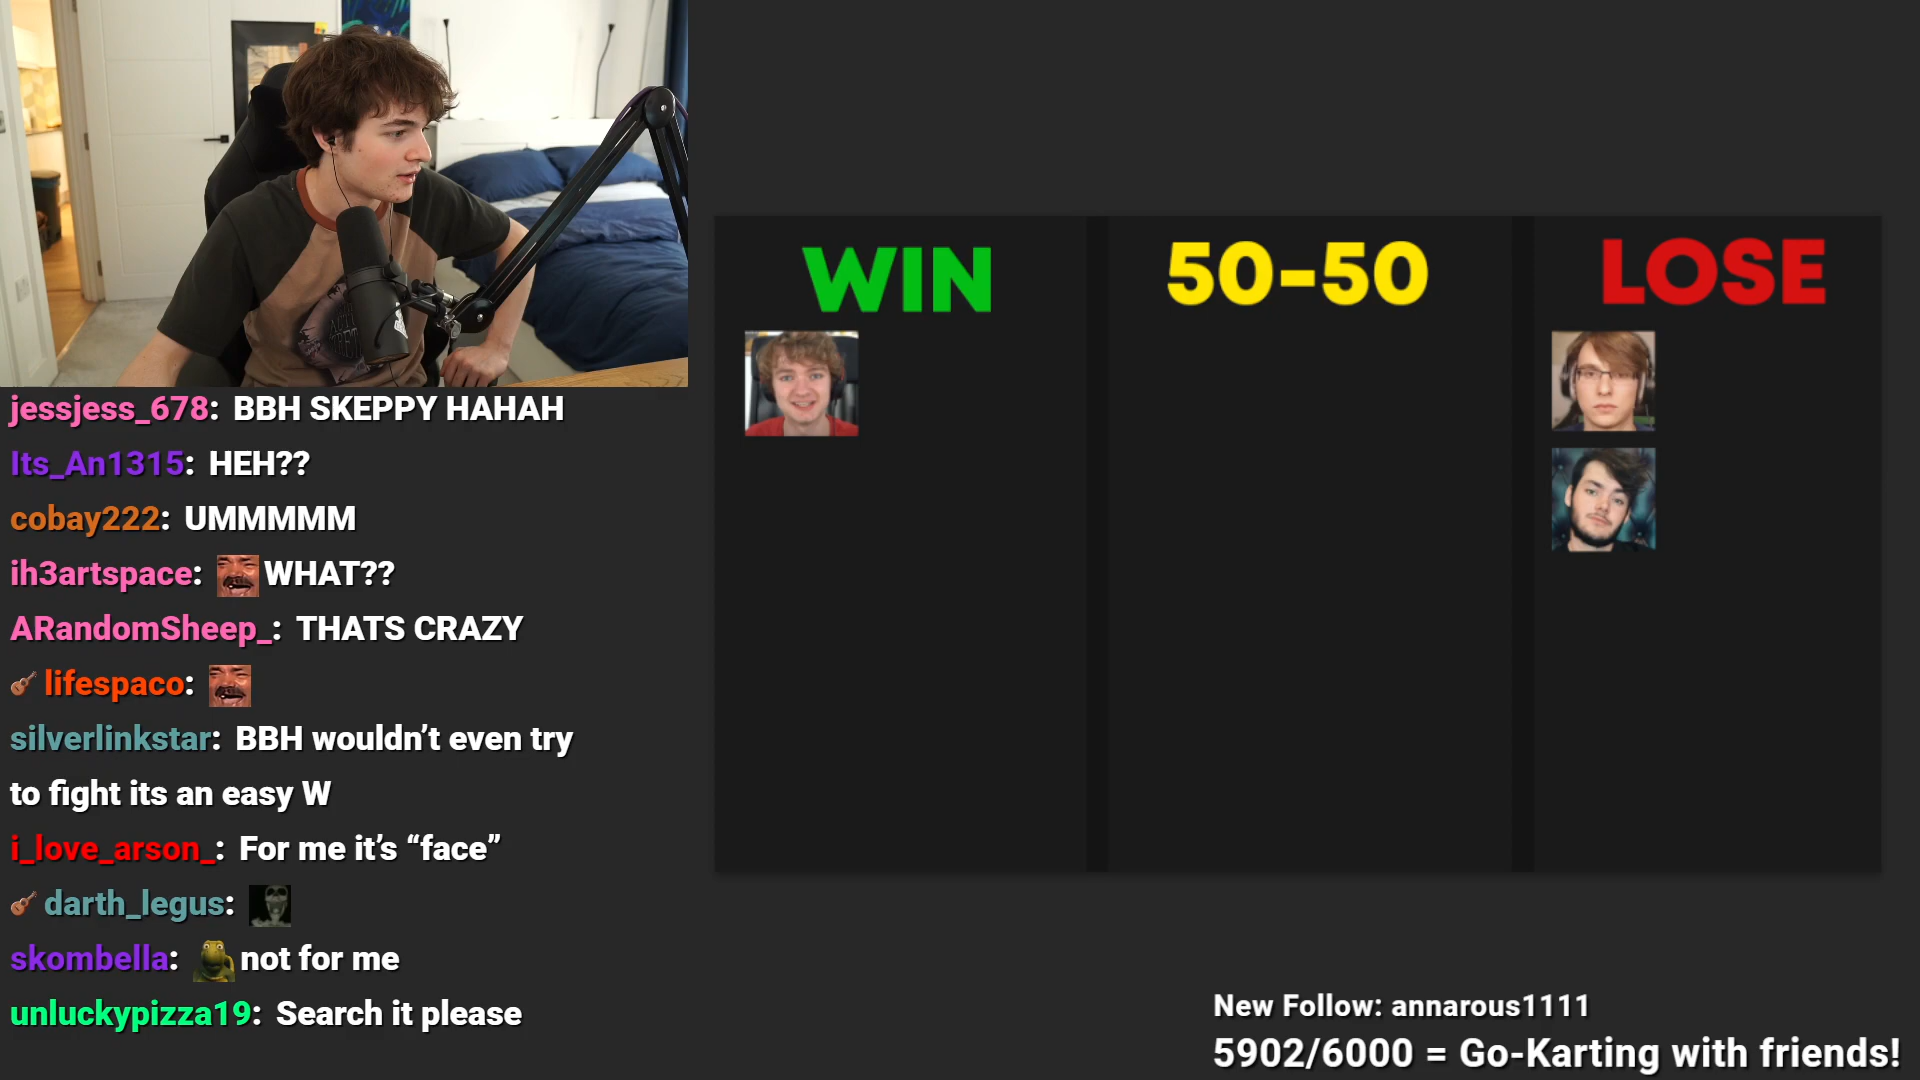 jessjess_678: BBH SKEPPY HAHAH
Its_An1315: HEH??
cobay222: UMMMMM
ih3artspace: WHAT??
ARandomSheep_: THATS CRAZY
lifespaco:
silverlinkstar: BBH wouldn’t even try
to fight its an easy W
i_love_arson_: For me it’s “face”
darth_legus:
skombella: not for me
unluckypizza19: Search it please
WIN
50-50
LOSE
New Follow: annarous1111
5902/6000 = Go-Karting with friends!